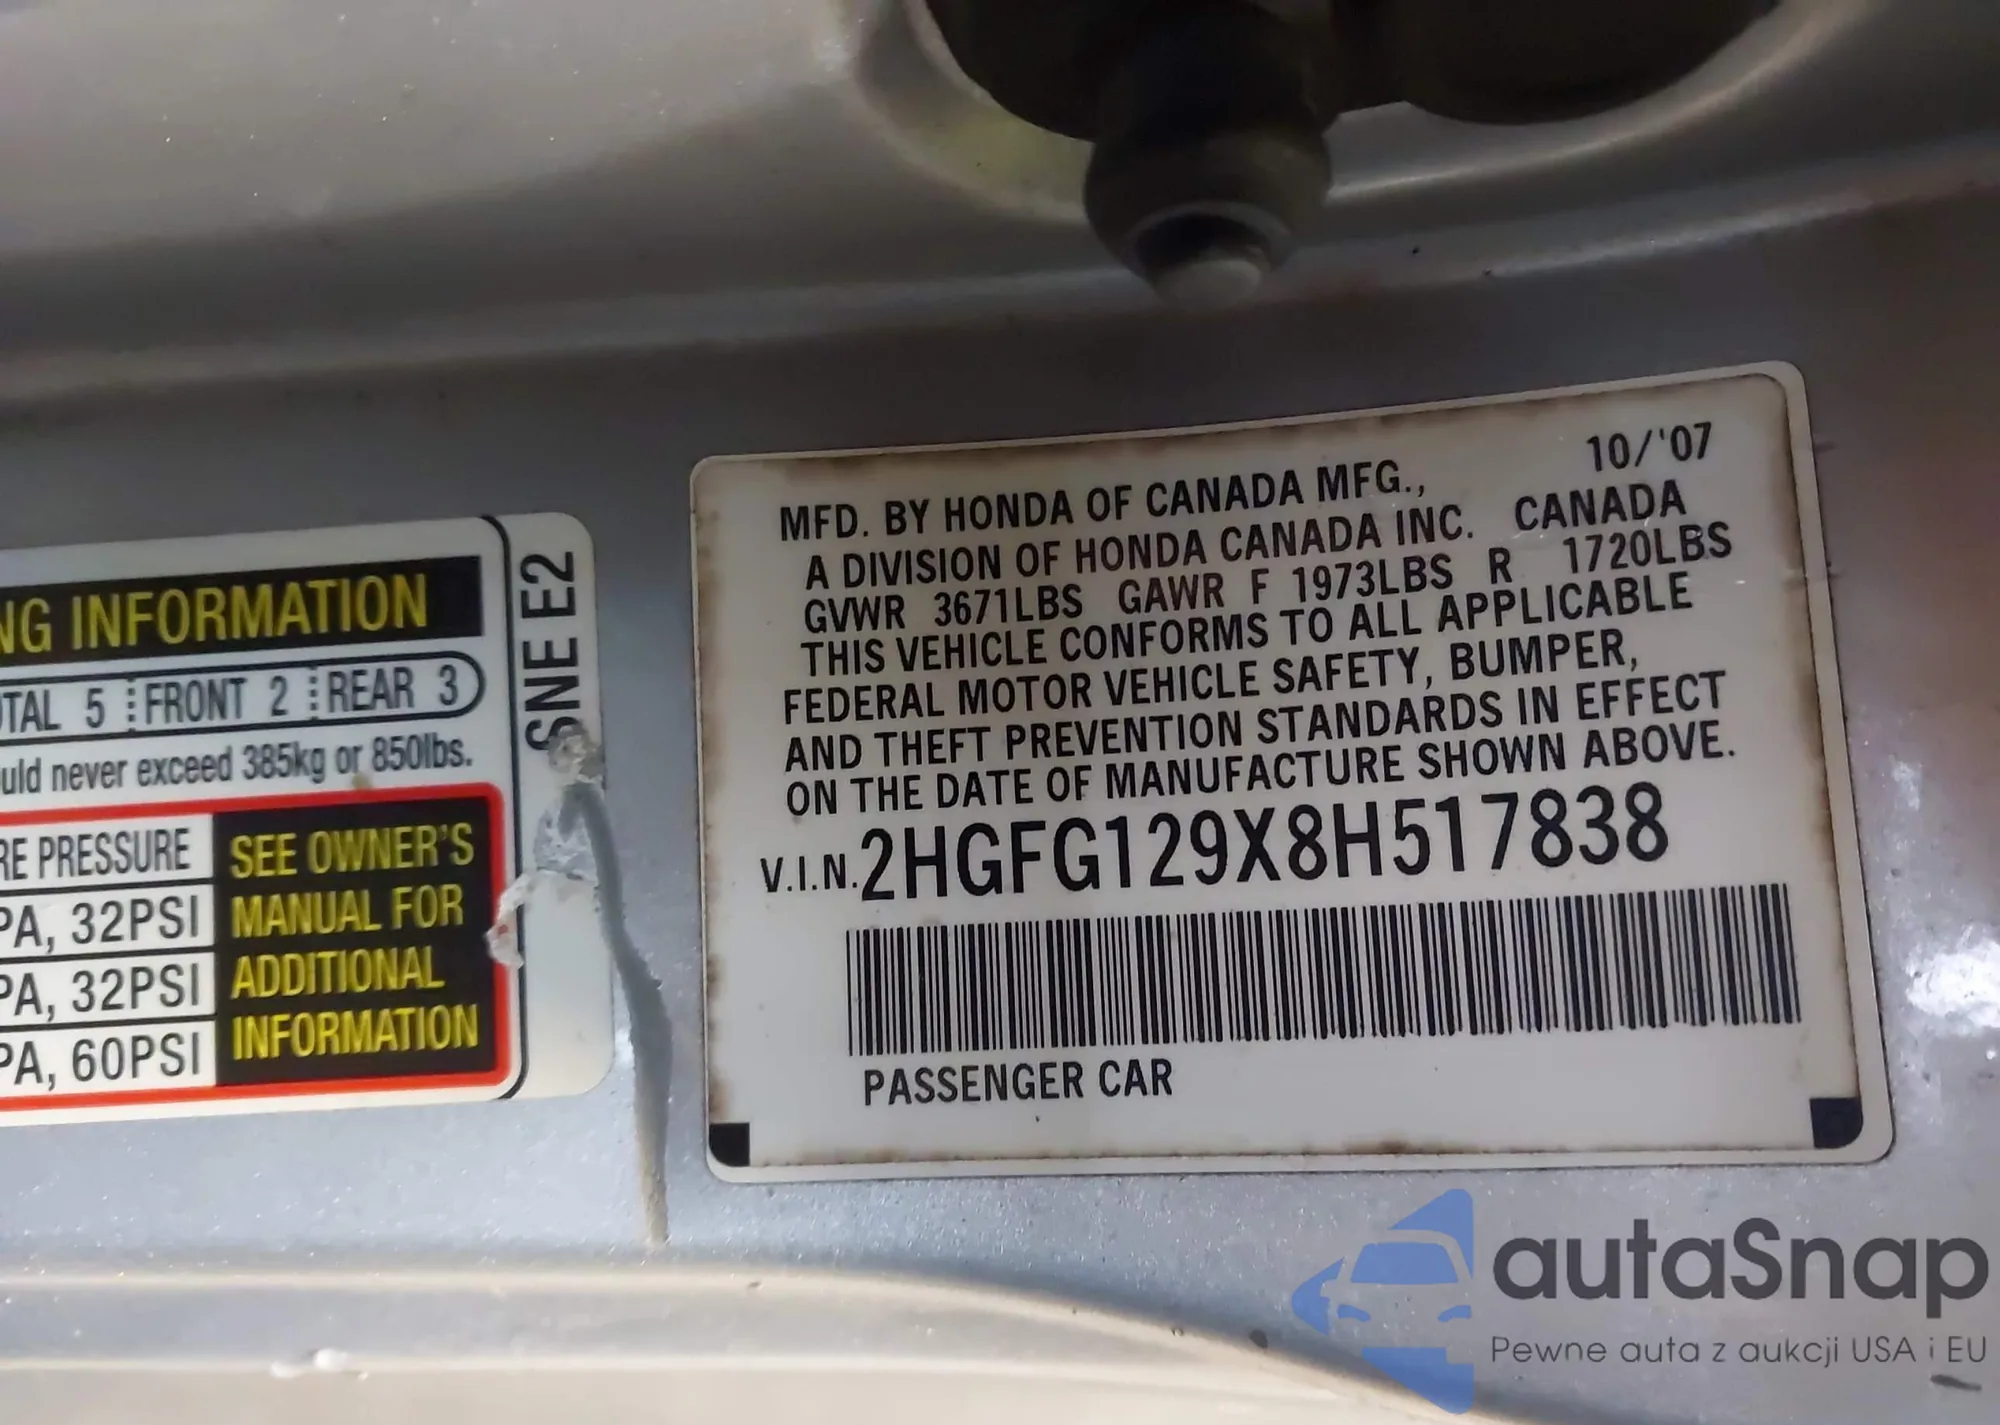 NG INFORMATION
TAL 5 FRONT 2 REAR 3
uld never exceed 385kg or 850lbs.
RE PRESSURE
PA, 32PSI
PA, 32PSI
PA, 60PSI
SEE OWNER'S
MANUAL FOR
ADDITIONAL
INFORMATION
SNE E2
10/'07
MFD. BY HONDA OF CANADA MFG.,
A DIVISION OF HONDA CANADA INC. CANADA
GVWR 3671LBS GAWR F 1973LBS R 1720LBS
THIS VEHICLE CONFORMS TO ALL APPLICABLE
FEDERAL MOTOR VEHICLE SAFETY, BUMPER,
AND THEFT PREVENTION STANDARDS IN EFFECT
ON THE DATE OF MANUFACTURE SHOWN ABOVE.
V.I.N. 2HGFG129X8H517838
PASSENGER CAR
autaSnap
Pewne auta z aukcji USA i EU